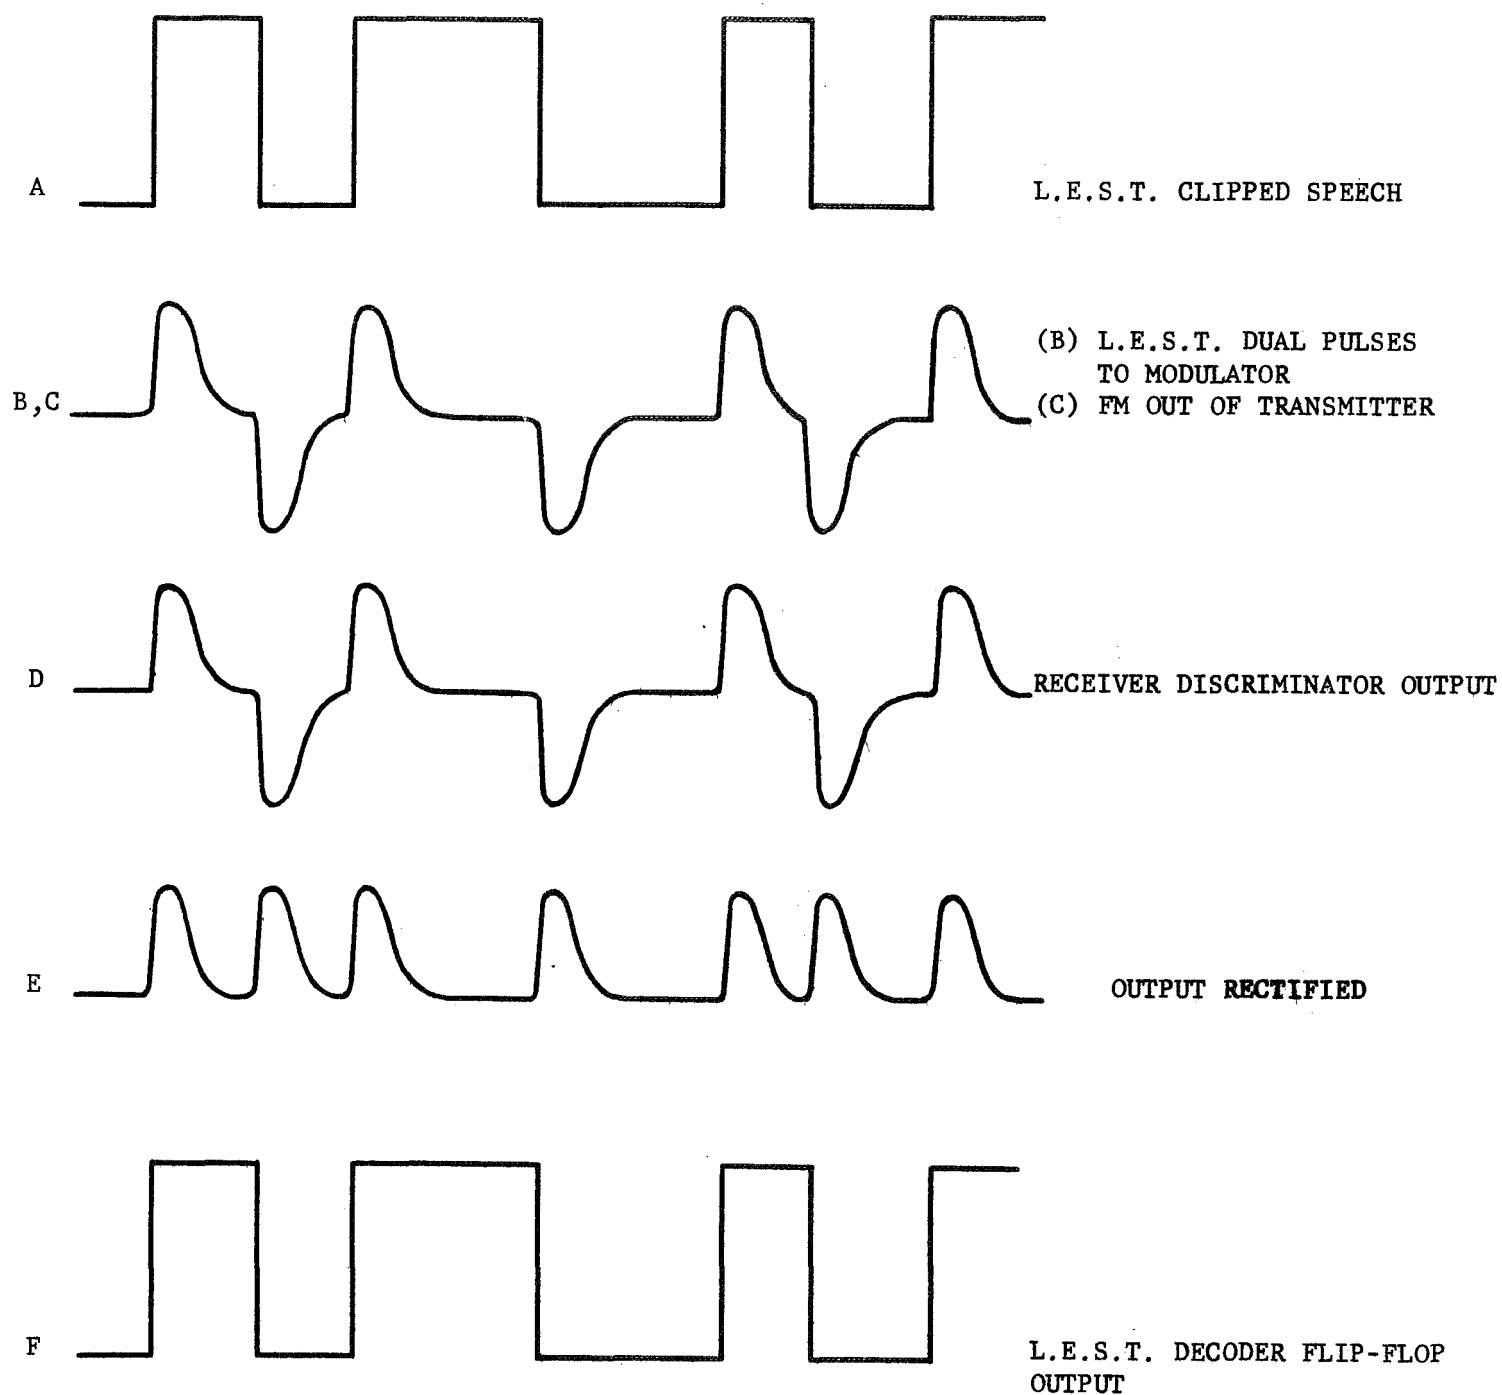 A
L.E.S.T. CLIPPED SPEECH
(B) L.E.S.T. DUAL PULSES
TO MODULATOR
B,C
(C) FM OUT OF TRANSMITTER
D
RECEIVER DISCRIMINATOR OUTPUT
E
OUTPUT RECTIFIED
F
L.E.S.T. DECODER FLIP-FLOP
OUTPUT